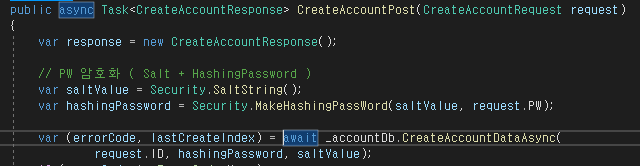 public async Task<CreateAccountResponse> CreateAccountPost(CreateAccountRequest request)
{
var response = new CreateAccountResponse();
// PW 암호화 ( Salt + HashingPassword )
var saltValue = Security.SaltString();
var hashingPassword = Security.MakeHashingPassWord(saltValue, request.PW);
var (errorCode, lastCreateIndex) = await _accountDb.CreateAccountDataAsync(
request.ID, hashingPassword, saltValue);